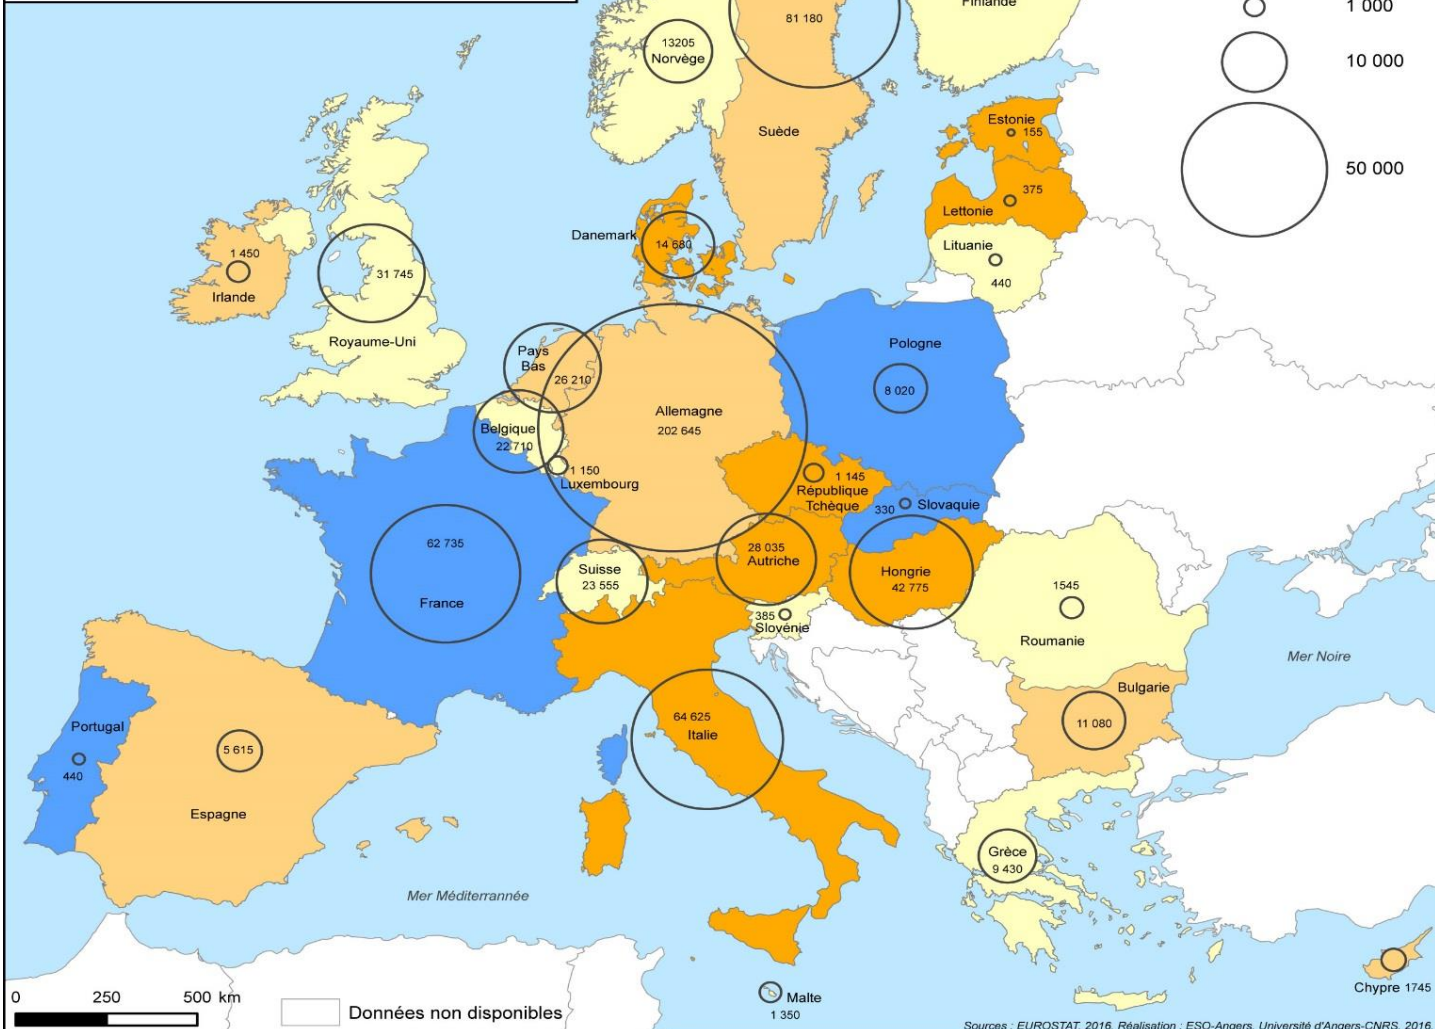 Finlande
1 000
81 180
13205
Norvège
10 000
Estonie
155
Suède
50 000
375
Lettonie
Danemark
14 680
Lituanie
440
1 450
Irlande
31 745
Royaume-Uni
Pays
Bas
26 210
Pologne
8 020
Allemagne
202 645
Belgique
22 710
1 150
Luxembourg
1 145
République
Tchèque
330
Slovaquie
62 735
France
28 035
Autriche
Suisse
23 555
Hongrie
42 775
1545
Roumanie
385
Slovénie
Mer Noire
Bulgarie
11 080
Portugal
440
5 615
Espagne
64 625
Italie
Grèce
9 430
Mer Méditerrannée
0 250 500 km
Données non disponibles
Malte
1 350
Chypre 1745
Sources : EUROSTAT, 2016. Réalisation : ESO-Angers, Université d'Angers-CNRS, 2016